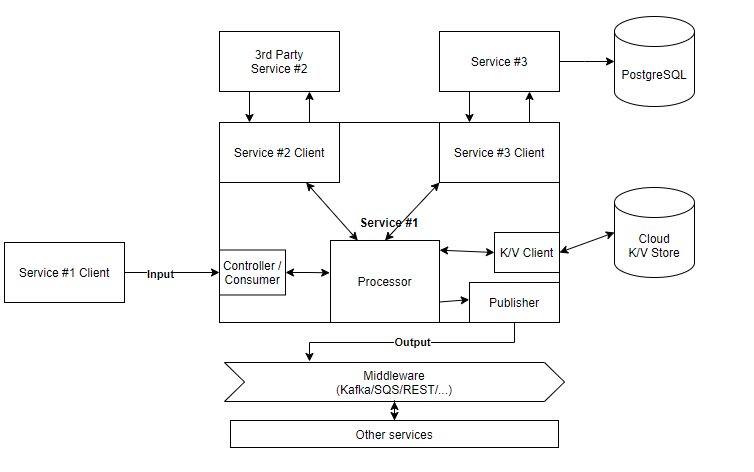 3rd Party
Service #2
Service #3
PostgreSQL
Service #2 Client
Service #3 Client
Service #1
Service #1 Client
Input
Controller /
Consumer
Processor
K/V Client
Cloud
K/V Store
Publisher
Output
Middleware
(Kafka/SQS/REST/...)
Other services